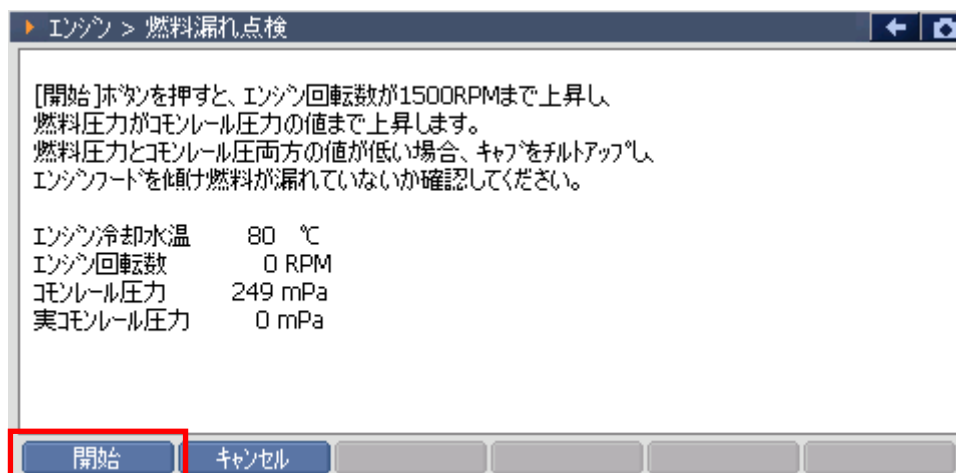 エンジン > 燃料漏れ点検
[開始]ボタンを押すと、エンジン回転数が1500RPMまで上昇し、
燃料圧力がコモンレール圧力の値まで上昇します。
燃料圧力とコモンレール圧両方の値が低い場合、キャブをチルトアップし、
エンジンフードを傾け燃料が漏れていないか確認してください。
エンジン冷却水温 80 ℃
エンジン回転数 0 RPM
コモンレール圧力 249 mPa
実コモンレール圧力 0 mPa
開始 キャンセル